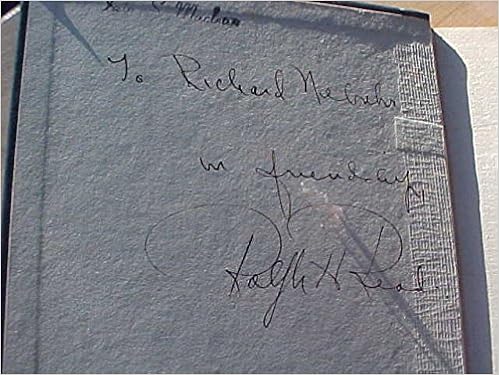 To Richard Niebuhr
in friendship
Ralph H Read